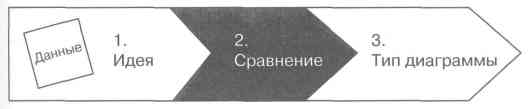 Данные
1.
Идея
2.
Сравнение
3.
Тип диаграммы